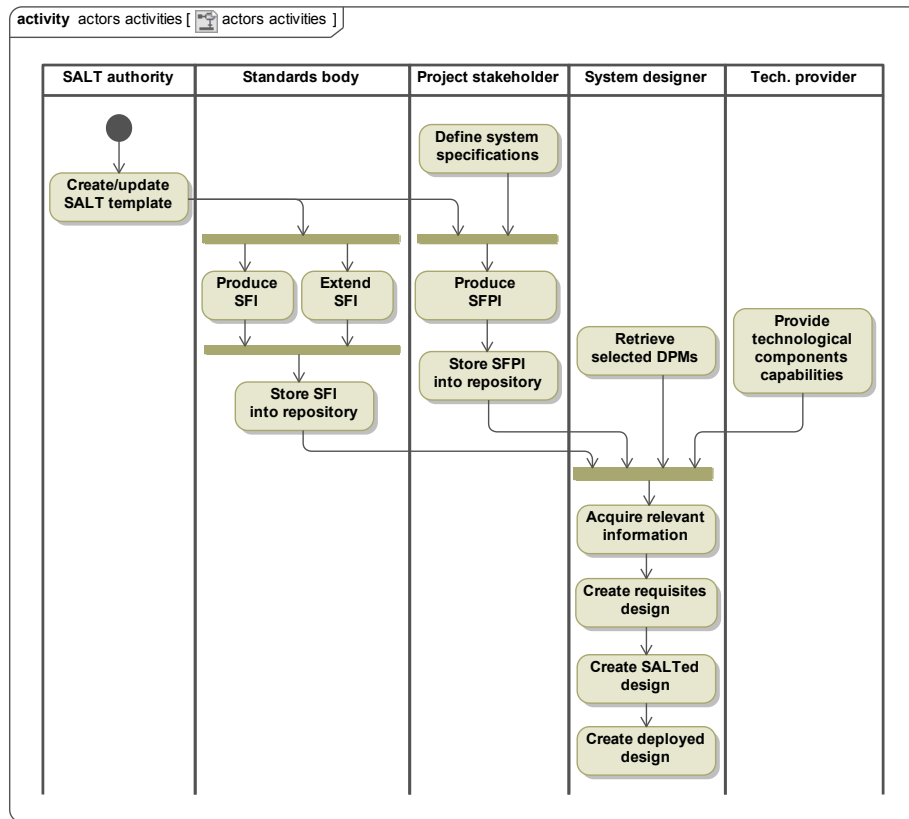 activity actors activities [ actors activities ]
SALT authority
Standards body
Project stakeholder
System designer
Tech. provider
Define system
specifications
Create/update
SALT template
Produce
SFI
Extend
SFI
Produce
SFPI
Provide
technological
components
capabilities
Retrieve
selected DPMs
Store SFPI
into repository
Store SFI
into repository
Acquire relevant
information
Create requisites
design
Create SALTed
design
Create deployed
design